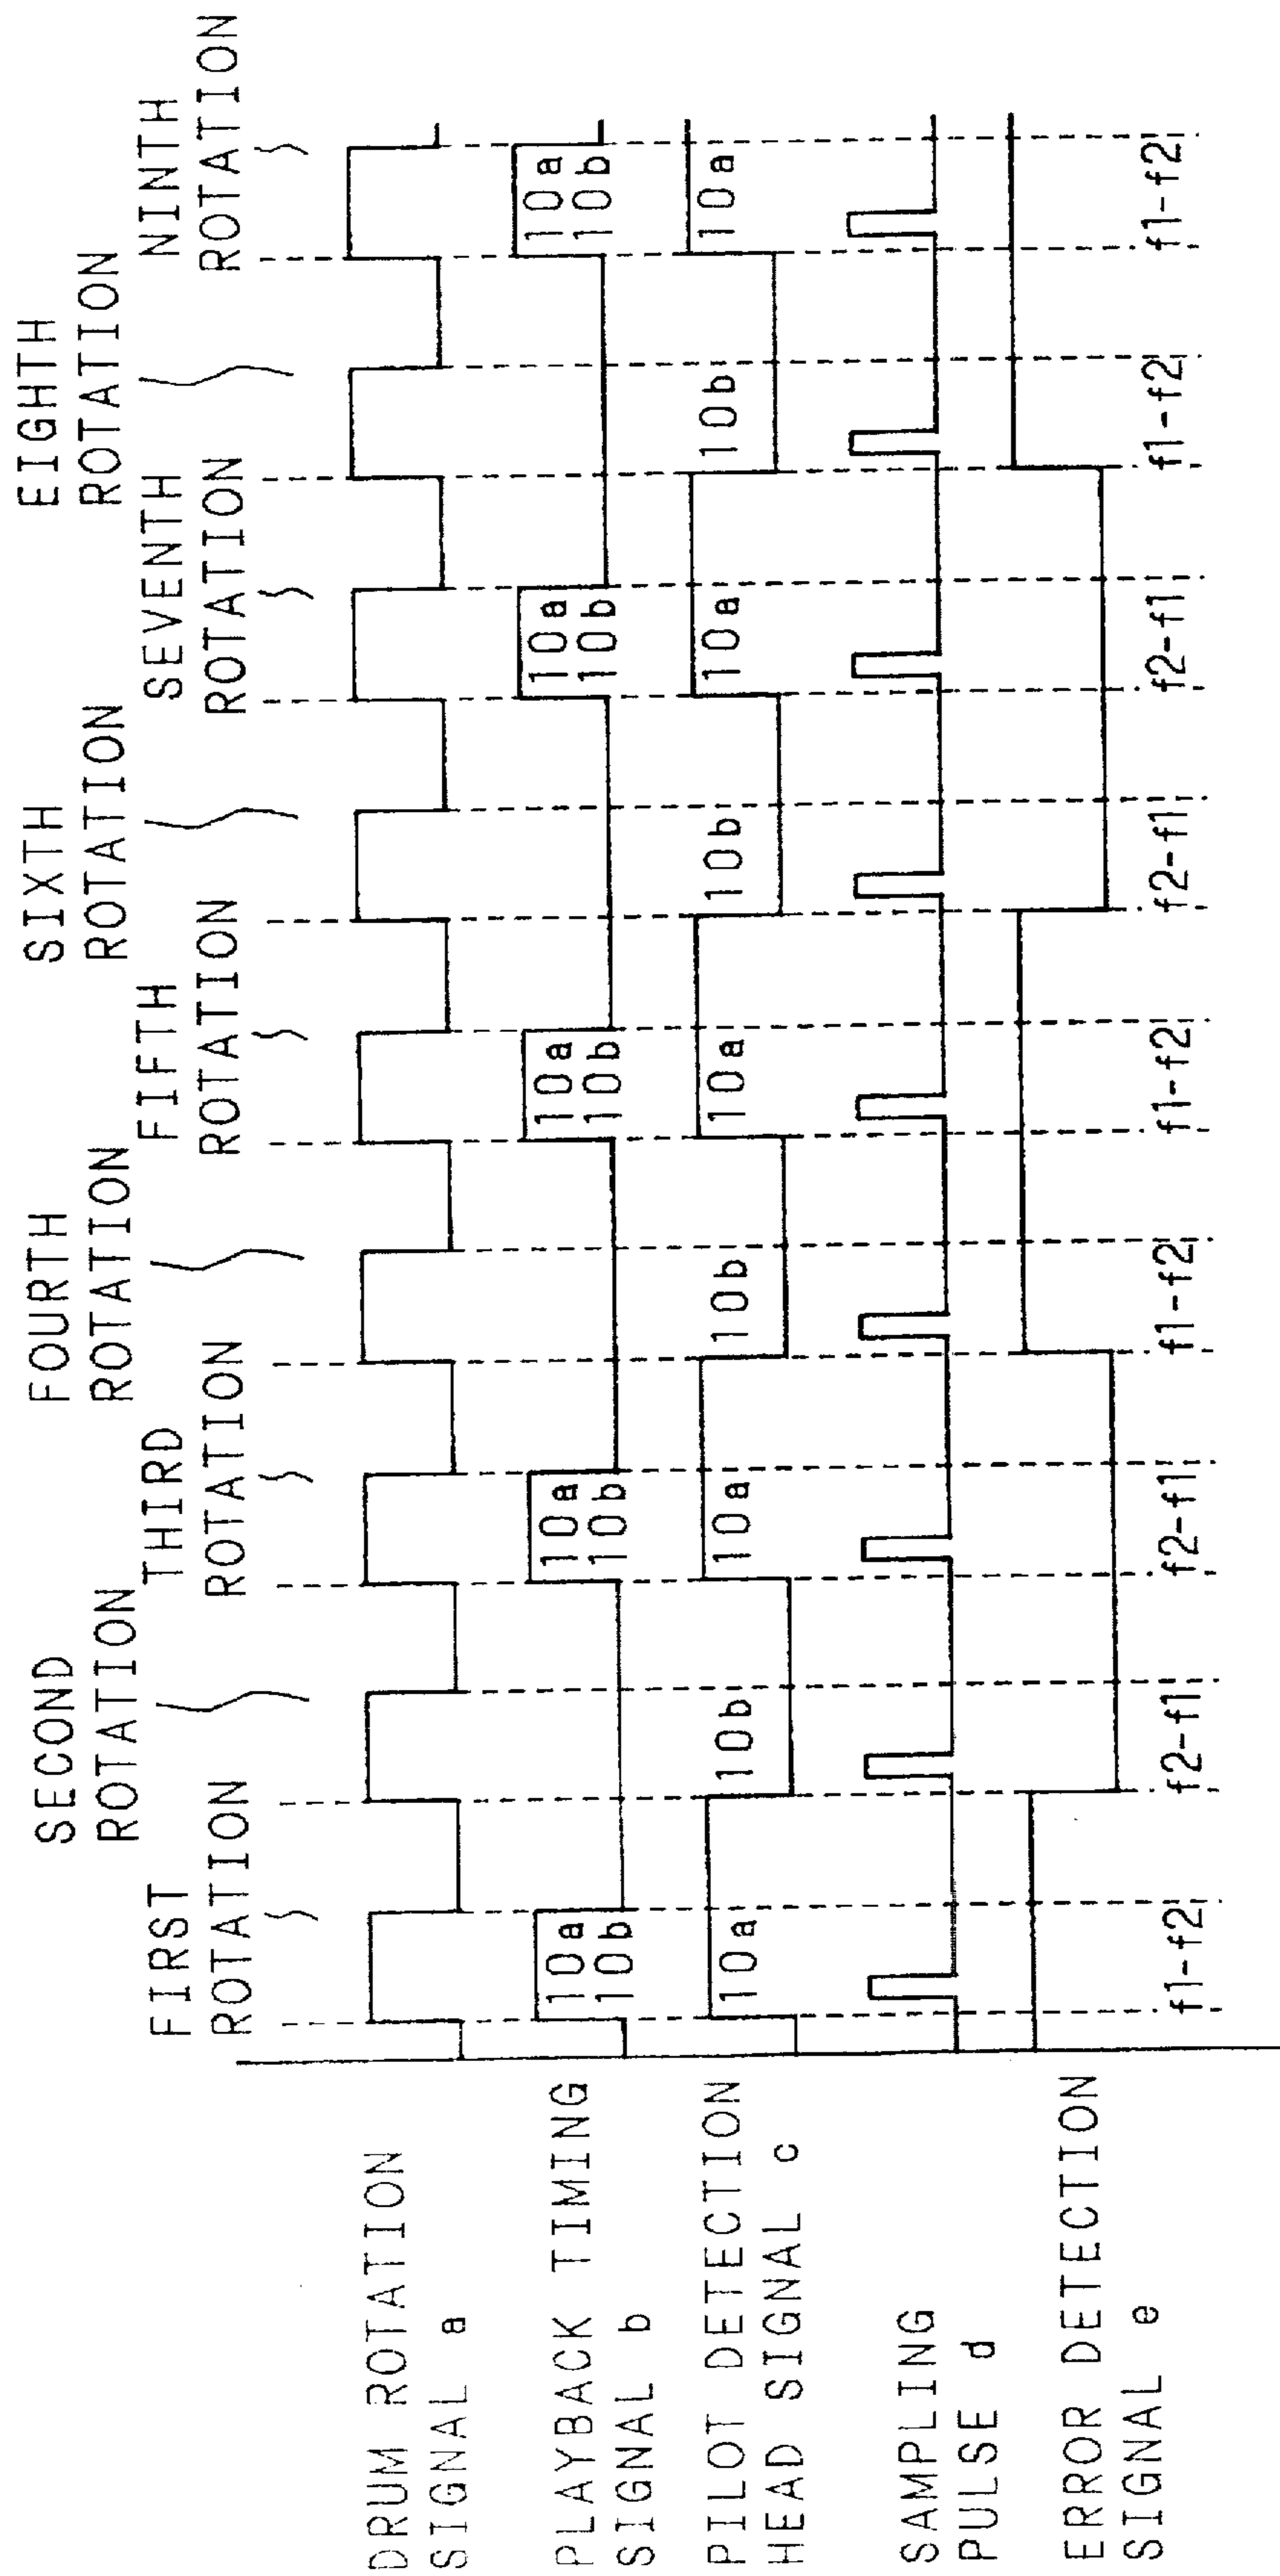 FIRST
ROTATION
SECOND
ROTATION
THIRD
ROTATION
FOURTH
ROTATION
FIFTH
ROTATION
SIXTH
ROTATION
SEVENTH
ROTATION
EIGHTH
ROTATION
NINTH
ROTATION
DRUM ROTATION
SIGNAL a
PLAYBACK TIMING
SIGNAL b
10a
10b
10a
10b
10a
10b
10a
10b
10a
10b
PILOT DETECTION
HEAD SIGNAL c
10a
10b
10a
10b
10a
10b
10a
10b
10a
SAMPLING
PULSE d
ERROR DETECTION
SIGNAL e
f1-f2
f2-f1
f2-f1
f1-f2
f1-f2
f2-f1
f2-f1
f1-f2
f1-f2